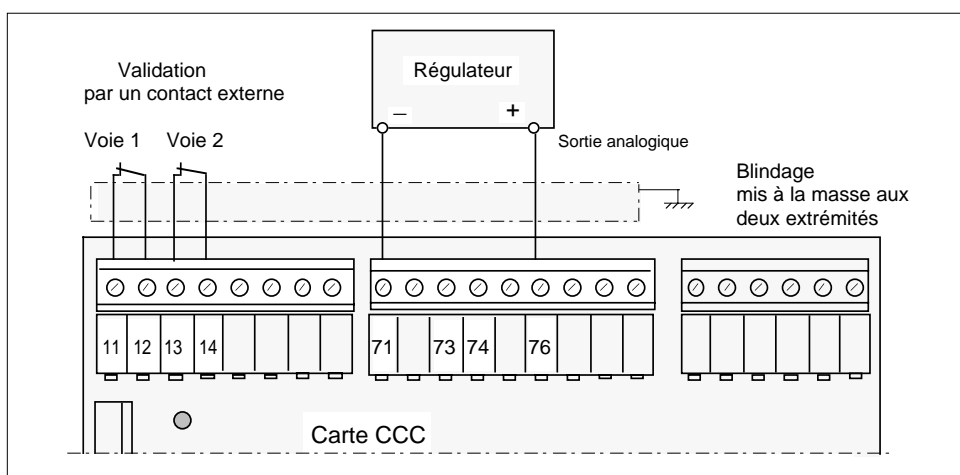 Validation
par un contact externe
Voie 1 Voie 2
Régulateur
– +
Sortie analogique
Blindage
mis à la masse aux
deux extrémités
11 12 13 14 71 73 74 76
Carte CCC